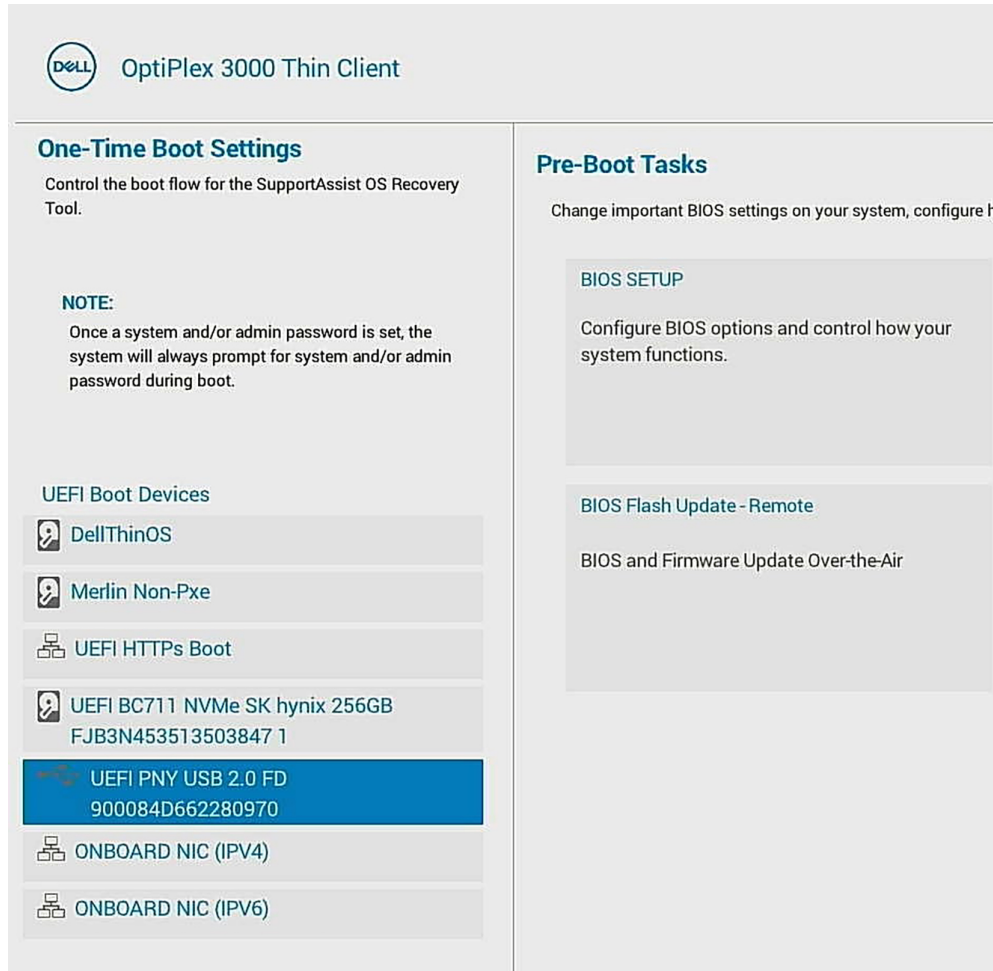 DELL
OptiPlex 3000 Thin Client
One-Time Boot Settings
Control the boot flow for the SupportAssist OS Recovery
Tool.
NOTE:
Once a system and/or admin password is set, the
system will always prompt for system and/or admin
password during boot.
UEFI Boot Devices
DellThinOS
Merlin Non-Pxe
UEFI HTTPs Boot
UEFI BC711 NVMe SK hynix 256GB
FJB3N453513503847 1
UEFI PNY USB 2.0 FD
900084D662280970
ONBOARD NIC (IPV4)
ONBOARD NIC (IPV6)
Pre-Boot Tasks
Change important BIOS settings on your system, configure
BIOS SETUP
Configure BIOS options and control how your
system functions.
BIOS Flash Update - Remote
BIOS and Firmware Update Over-the-Air